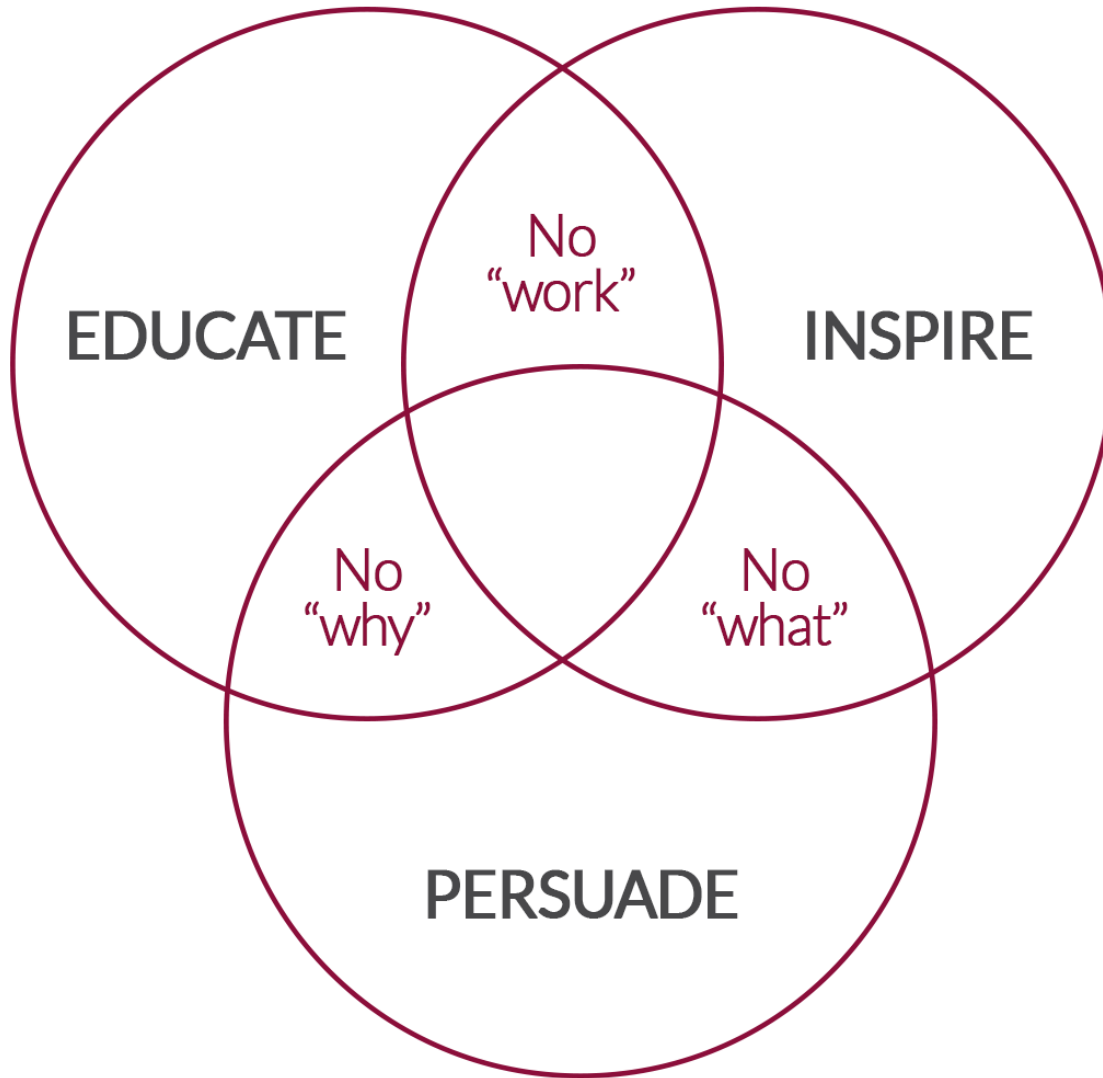 No
“work”
EDUCATE
INSPIRE
No
“why”
No
“what”
PERSUADE